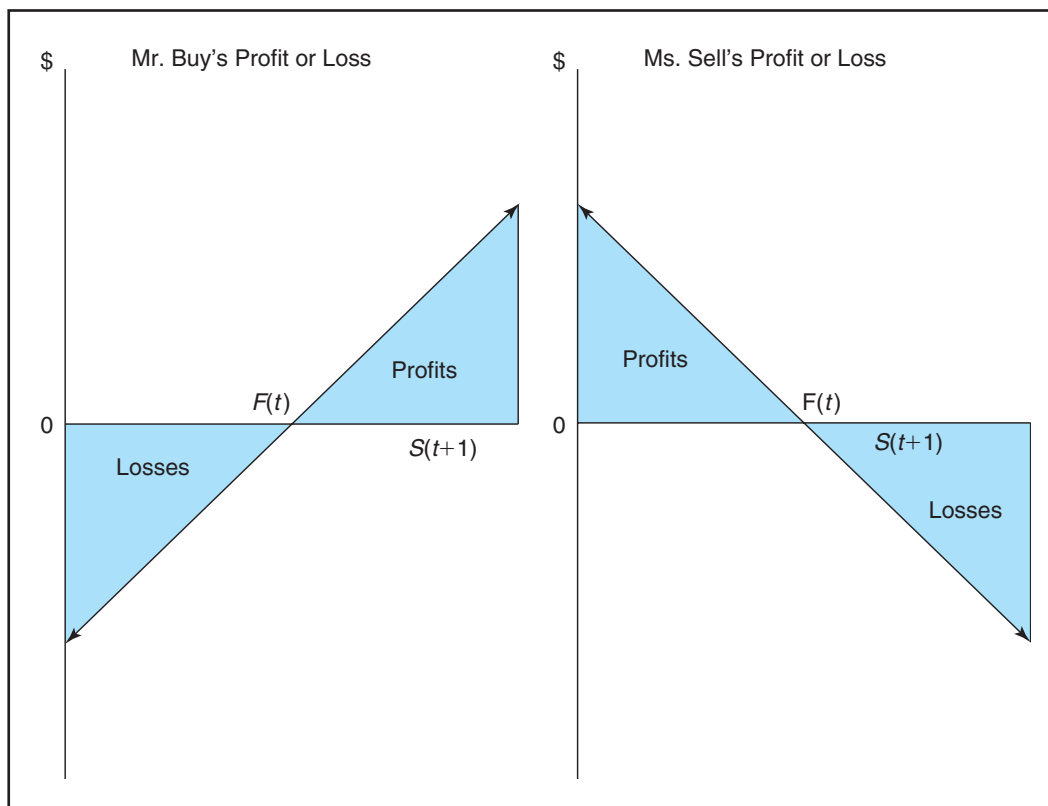 $
Mr. Buy's Profit or Loss
F(t)
Profits
0
S(t+1)
Losses
$
Ms. Sell's Profit or Loss
Profits
F(t)
0
S(t+1)
Losses